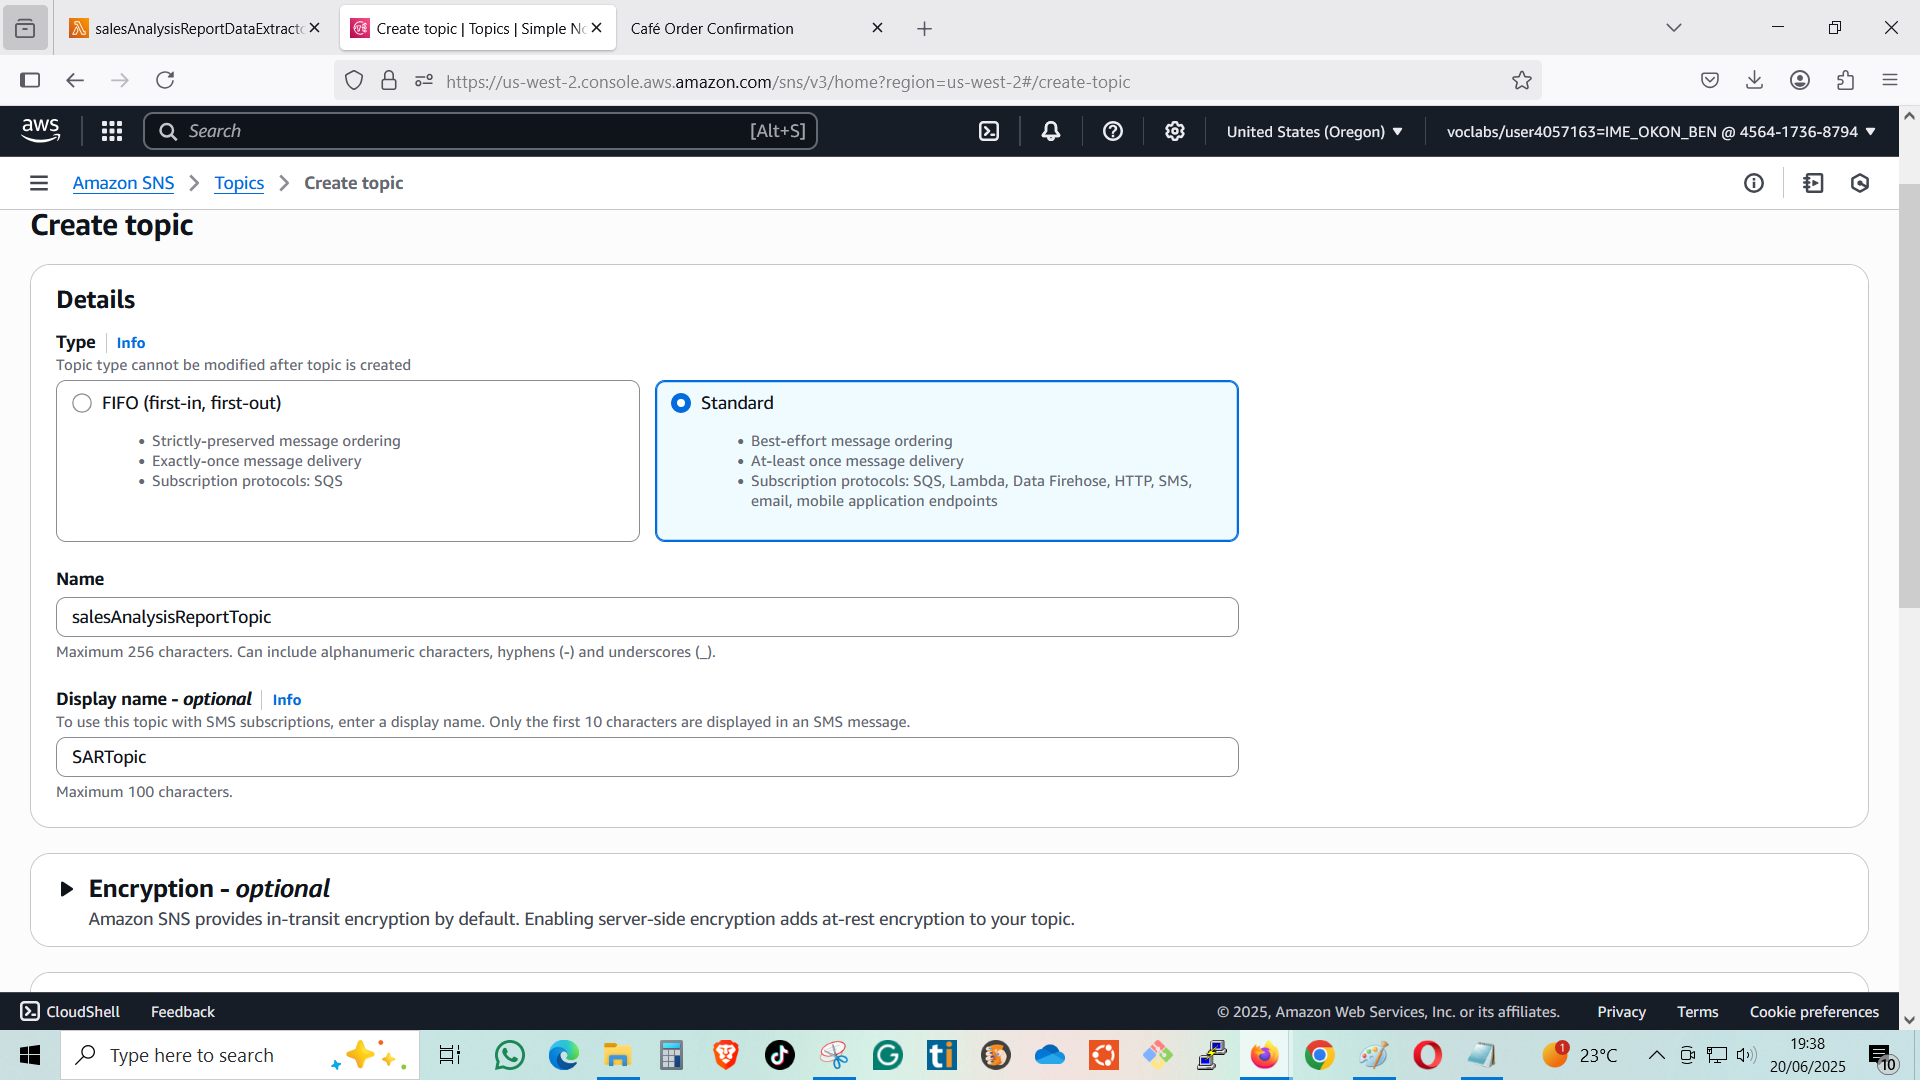 salesAnalysisReportDataExtracto
Create topic | Topics | Simple No
Café Order Confirmation
https://us-west-2.console.aws.amazon.com/sns/v3/home?region=us-west-2#/create-topic
aws
Search
[Alt+S]
United States (Oregon)
voclabs/user4057163=IME_OKON_BEN @ 4564-1736-8794
Amazon SNS
Topics
Create topic
Create topic
Details
Type
Info
Topic type cannot be modified after topic is created
FIFO (first-in, first-out)
• Strictly-preserved message ordering
• Exactly-once message delivery
• Subscription protocols: SQS
Standard
• Best-effort message ordering
• At-least once message delivery
• Subscription protocols: SQS, Lambda, Data Firehose, HTTP, SMS,
email, mobile application endpoints
Name
salesAnalysisReportTopic
Maximum 256 characters. Can include alphanumeric characters, hyphens (-) and underscores (_).
Display name - optional
Info
To use this topic with SMS subscriptions, enter a display name. Only the first 10 characters are displayed in an SMS message.
SARTopic
Maximum 100 characters.
Encryption - optional
Amazon SNS provides in-transit encryption by default. Enabling server-side encryption adds at-rest encryption to your topic.
CloudShell
Feedback
© 2025, Amazon Web Services, Inc. or its affiliates.
Privacy
Terms
Cookie preferences
Type here to search
ti
1
23°C
19:38
20/06/2025
10